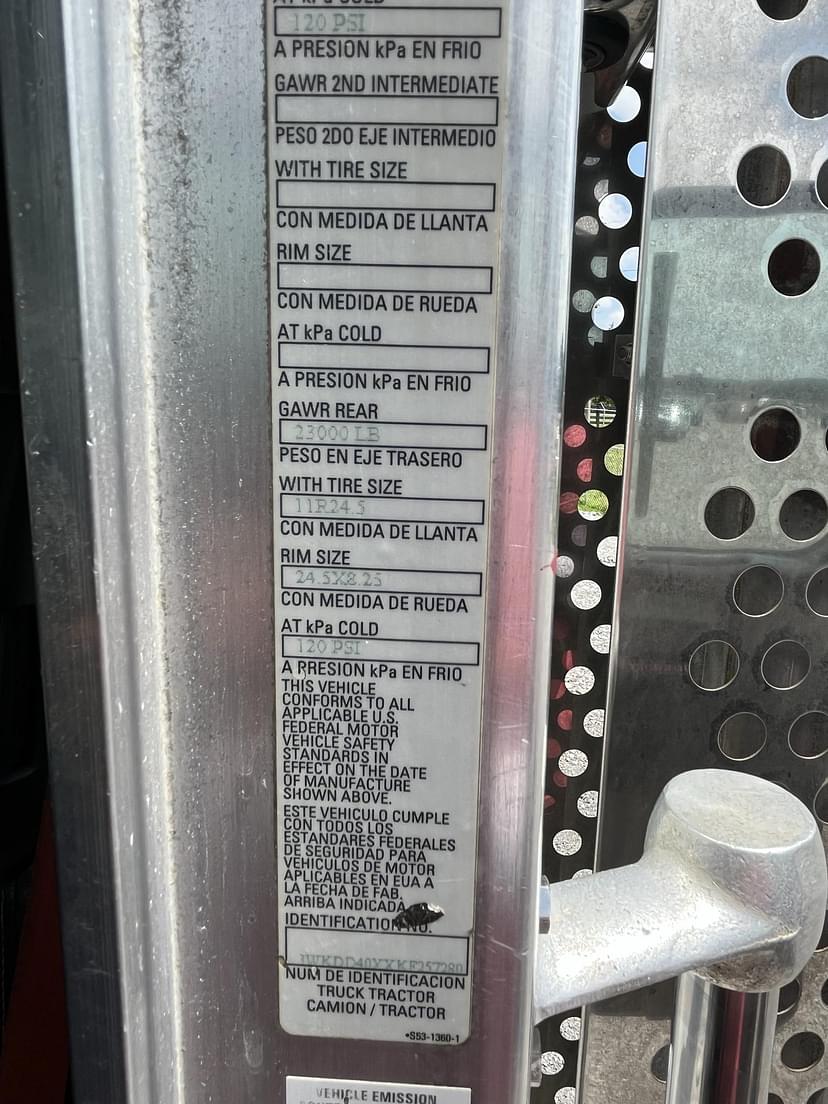 AT kPa COLD
120 PSI
A PRESION kPa EN FRIO
GAWR 2ND INTERMEDIATE
PESO 2DO EJE INTERMEDIO
WITH TIRE SIZE
CON MEDIDA DE LLANTA
RIM SIZE
CON MEDIDA DE RUEDA
AT kPa COLD
A PRESION kPa EN FRIO
GAWR REAR
23000 LB
PESO EN EJE TRASERO
WITH TIRE SIZE
11R24.5
CON MEDIDA DE LLANTA
RIM SIZE
24.5X8.25
CON MEDIDA DE RUEDA
AT kPa COLD
120 PSI
A PRESION kPa EN FRIO
THIS VEHICLE
CONFORMS TO ALL
APPLICABLE U.S.
FEDERAL MOTOR
VEHICLE SAFETY
STANDARDS IN
EFFECT ON THE DATE
OF MANUFACTURE
SHOWN ABOVE.
ESTE VEHICULO CUMPLE
CON TODOS LOS
ESTANDARES FEDERALES
DE SEGURIDAD PARA
VEHICULOS DE MOTOR
APLICABLES EN EUA A
LA FECHA DE FAB.
ARRIBA INDICADA
IDENTIFICATION NO.
NUM DE IDENTIFICACION
TRUCK TRACTOR
CAMION / TRACTOR
•S53-1360-1
VEHICLE EMISSION